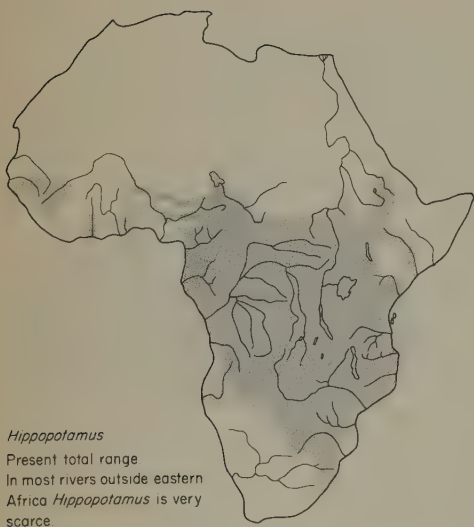 Hippopotamus
Present total range
In most rivers outside eastern
Africa Hippopotamus is very
scarce.